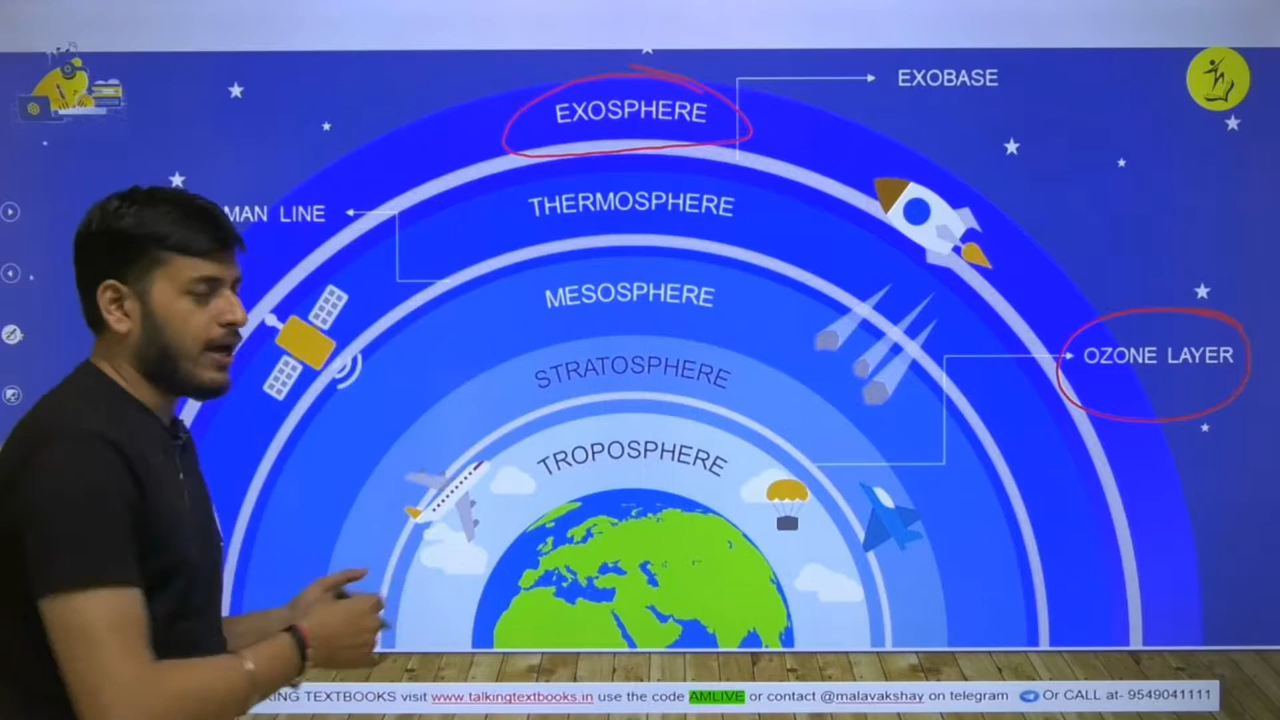 EXOBASE
EXOSPHERE
THERMOSPHERE
MAN LINE
MESOSPHERE
OZONE LAYER
STRATOSPHERE
TROPOSPHERE
KING TEXTBOOKS visit www.talkingtextbooks.in use the code AMLIVE or contact @malavakshay on telegram Or CALL at- 9549041111